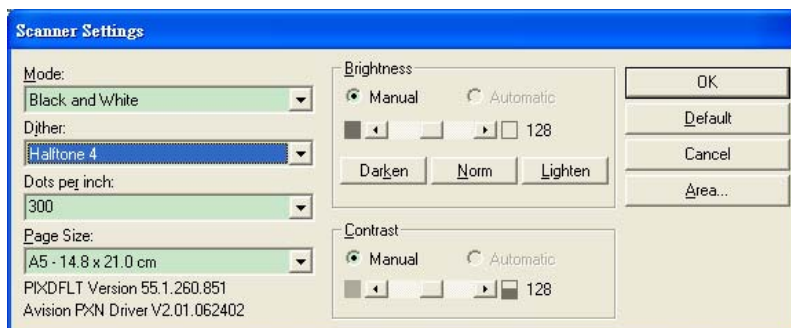 Scanner Settings
Mode:
Black and White
Dither:
Halftone 4
Dots per inch:
300
Page Size:
A5 - 14.8 x 21.0 cm
PIXDFLT Version 55.1.260.851
Avision PXN Driver V2.01.062402
Brightness
Manual
Automatic
128
Darken
Norm
Lighten
Contrast
Manual
Automatic
128
OK
Default
Cancel
Area...